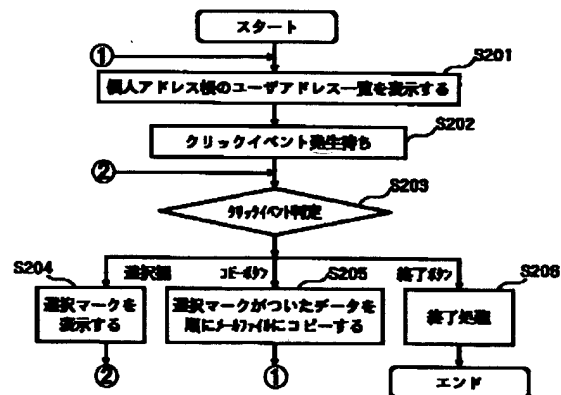 スタート
①
S201
個人アドレス帳のユーザアドレス一覧を表示する
S202
クリックイベント発生待ち
②
S203
クリックイベント判定
S204
選択欄
コピーボタン
S205
終了ボタン
S206
選択マークを
表示する
選択マークがついたデータを
順にメールファイルにコピーする
終了処理
②
①
エンド